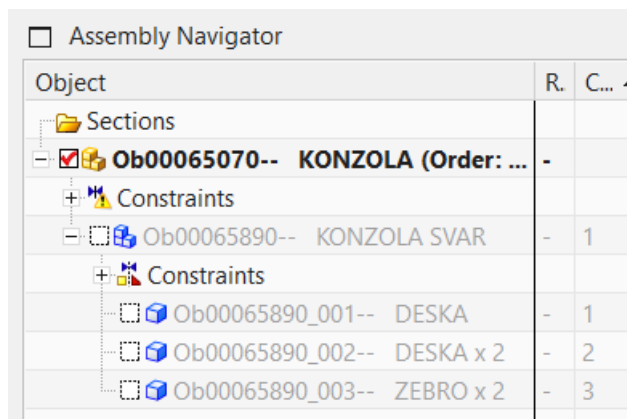 Assembly Navigator
Object R. C...
Sections
Ob00065070-- KONZOLA (Order: ... -
Constraints
Ob00065890-- KONZOLA SVAR - 1
Constraints
Ob00065890_001-- DESKA - 1
Ob00065890_002-- DESKA x 2 - 2
Ob00065890_003-- ZEBRO x 2 - 3